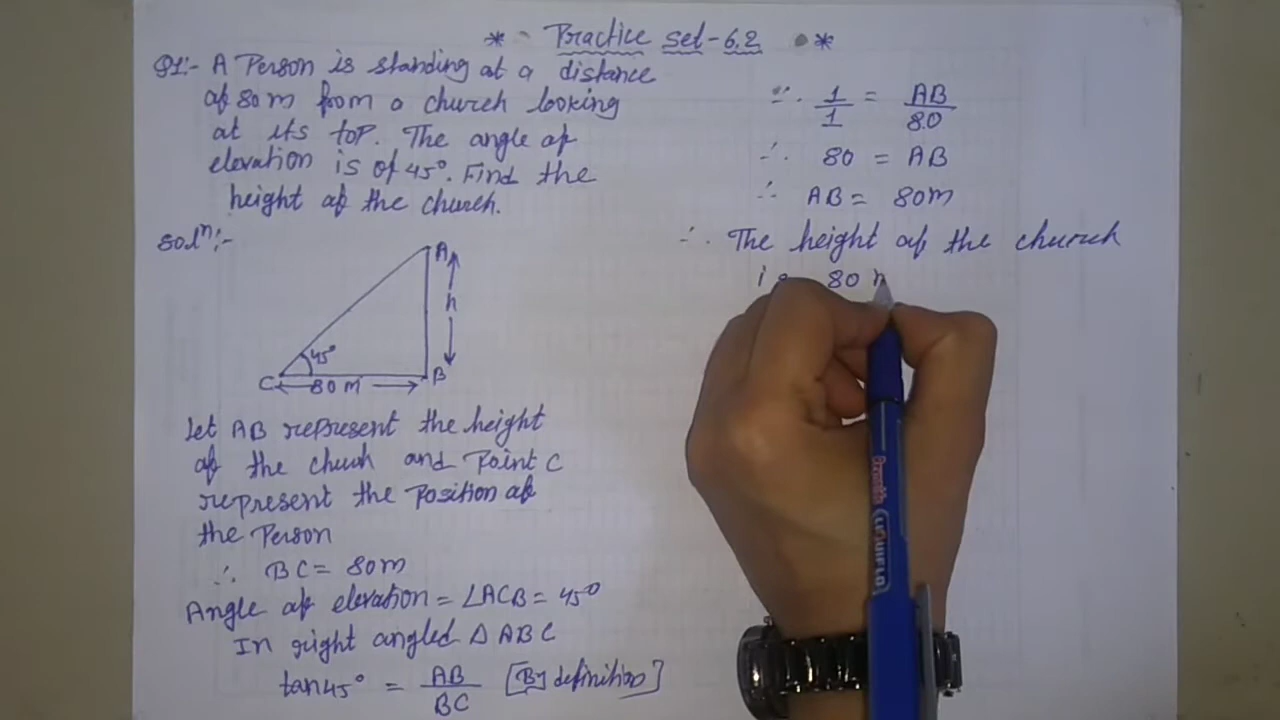 * Practice set-6.2 *
Q1:- A Person is standing at a distance
of 80m from a church looking
at its top. The angle of
elevation is of 45°. Find the
height of the church.
Solⁿ:-
A
h
45°
C 80 M B
Let AB represent the height
of the chuch and Point C
represent the Position of
the Person
∴ BC = 80m
Angle of elevation = ∠ACB = 45°
In right angled Δ ABC
tan45° = AB/BC [By definition]
∴ 1/1 = AB/80
∴ 80 = AB
∴ AB = 80m
∴ The height of the church
80
UNIFLO